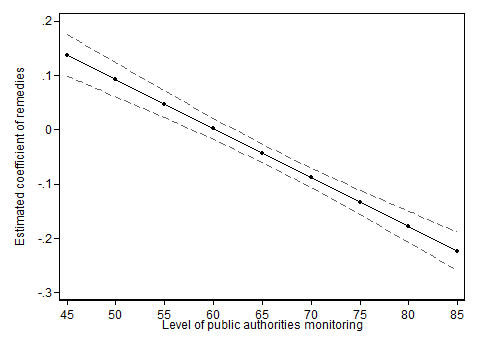 .2
.1
0
-.1
-.2
-.3
Estimated coefficient of remedies
45 50 55 60 65 70 75 80 85
Level of public authorities monitoring